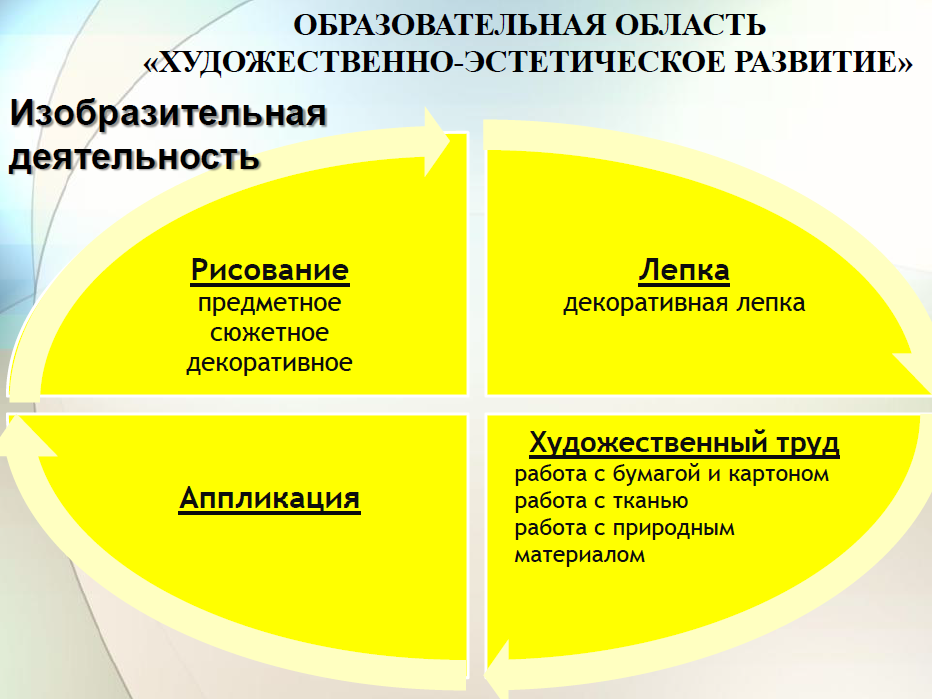 ОБРАЗОВАТЕЛЬНАЯ ОБЛАСТЬ
«ХУДОЖЕСТВЕННО-ЭСТЕТИЧЕСКОЕ РАЗВИТИЕ»
Изобразительная
деятельность
Рисование
предметное
сюжетное
декоративное
Лепка
декоративная лепка
Аппликация
Художественный труд
работа с бумагой и картоном
работа с тканью
работа с природным
материалом